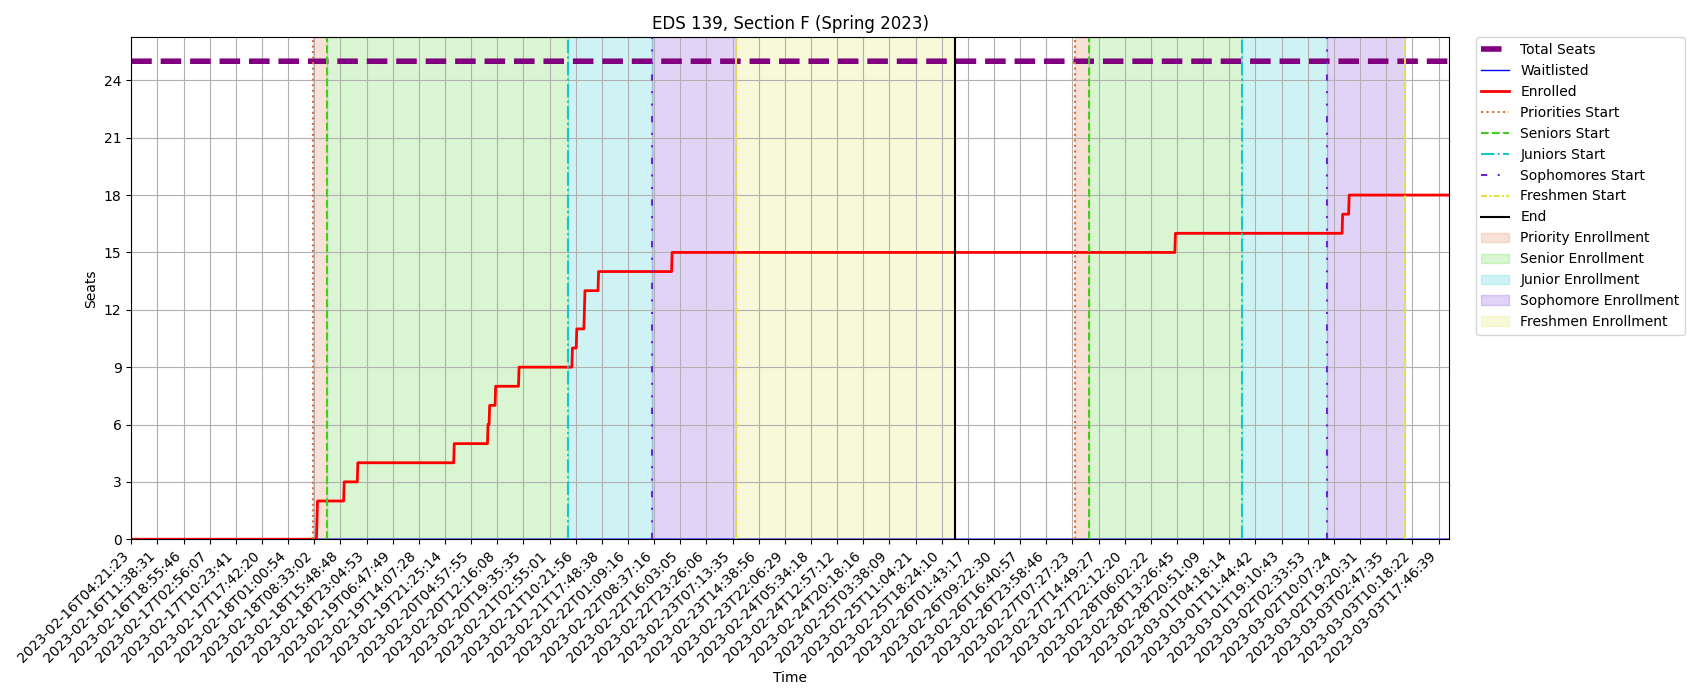 EDS 139, Section F (Spring 2023)
Seats
24
21
18
15
12
9
6
3
0
2023-02-16T04:21:23
2023-02-16T11:38:31
2023-02-16T18:55:46
2023-02-17T02:56:07
2023-02-17T10:23:41
2023-02-17T17:42:20
2023-02-18T01:00:54
2023-02-18T08:33:02
2023-02-18T15:48:48
2023-02-18T23:04:53
2023-02-19T06:47:49
2023-02-19T14:07:28
2023-02-19T21:25:14
2023-02-20T04:57:55
2023-02-20T12:16:08
2023-02-20T19:35:35
2023-02-21T02:55:01
2023-02-21T10:21:56
2023-02-21T17:48:38
2023-02-22T01:09:16
2023-02-22T08:37:16
2023-02-22T16:03:05
2023-02-22T23:26:06
2023-02-23T07:13:35
2023-02-23T14:38:56
2023-02-23T22:06:29
2023-02-24T05:34:18
2023-02-24T12:57:12
2023-02-24T20:18:16
2023-02-25T03:38:09
2023-02-25T11:04:21
2023-02-25T18:24:10
2023-02-26T01:43:17
2023-02-26T09:22:30
2023-02-26T16:40:57
2023-02-26T23:58:46
2023-02-27T07:27:23
2023-02-27T14:49:27
2023-02-27T22:12:20
2023-02-28T06:02:22
2023-02-28T13:26:45
2023-02-28T20:51:09
2023-03-01T04:18:14
2023-03-01T11:44:42
2023-03-01T19:10:43
2023-03-02T02:33:53
2023-03-02T10:07:24
2023-03-02T19:20:31
2023-03-03T02:47:35
2023-03-03T10:18:22
2023-03-03T17:46:39
Time
Total Seats
Waitlisted
Enrolled
Priorities Start
Seniors Start
Juniors Start
Sophomores Start
Freshmen Start
End
Priority Enrollment
Senior Enrollment
Junior Enrollment
Sophomore Enrollment
Freshmen Enrollment